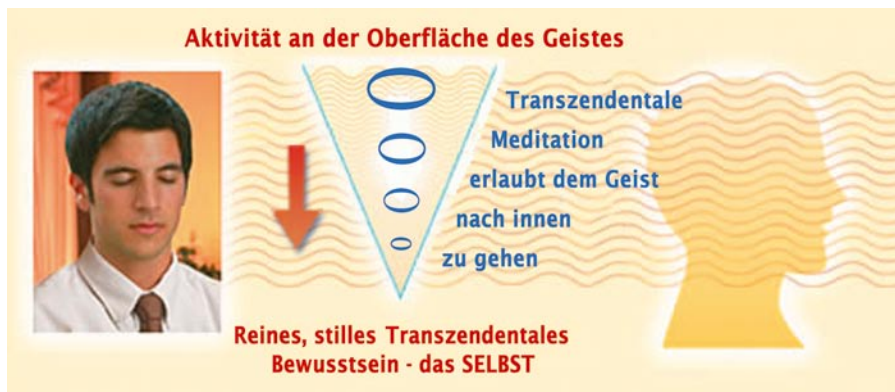 Aktivität an der Oberfläche des Geistes
Transzendentale
Meditation
erlaubt dem Geist
nach innen
zu gehen
Reines, stilles Transzendentales
Bewusstsein - das SELBST